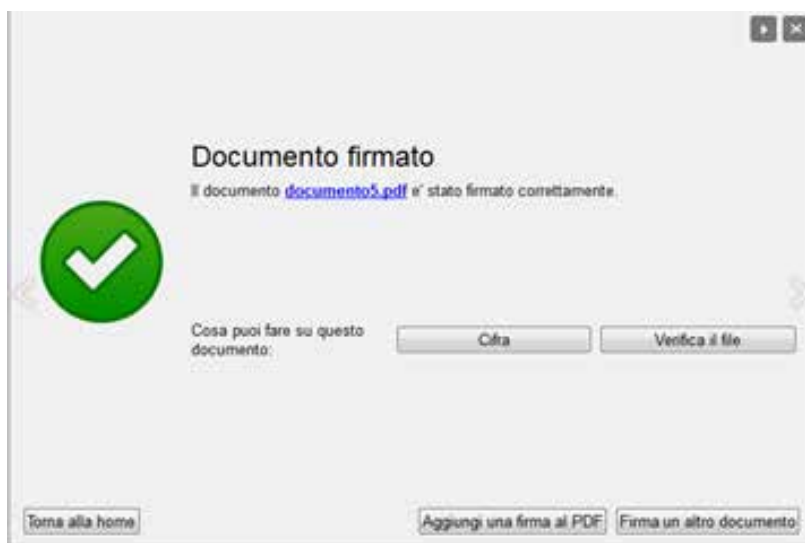 Documento firmato
Il documento documento5.pdf e' stato firmato correttamente.
Cosa puoi fare su questo
documento:
Cifra
Verifica il file
Torna alla home
Aggiungi una firma al PDF
Firma un altro documento